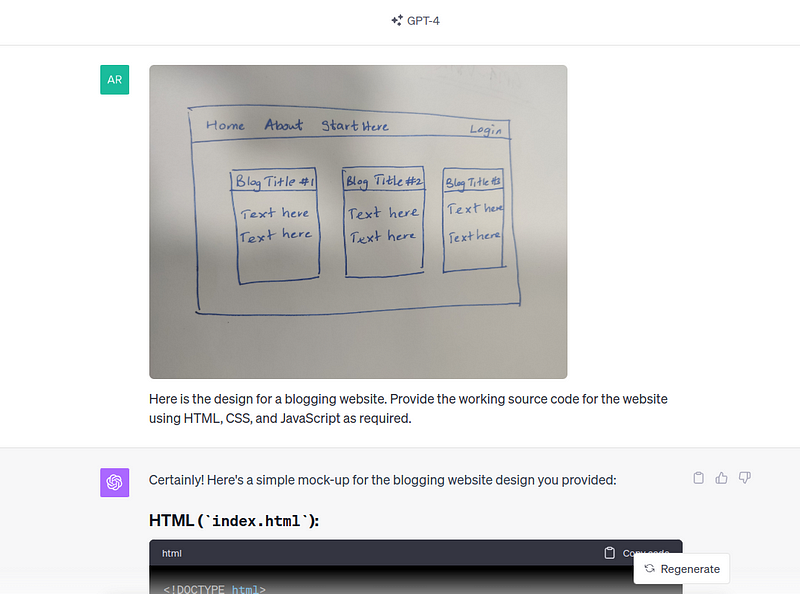 GPT-4
AR
Home About Start Here Login
Blog Title #1 Blog Title #2 Blog Title #3
Text here Text here Text here
Text here Text here Text here
Here is the design for a blogging website. Provide the working source code for the website
using HTML, CSS, and JavaScript as required.
Certainly! Here's a simple mock-up for the blogging website design you provided:
HTML (`index.html`):
html Copy code
Regenerate
<!DOCTYPE html>